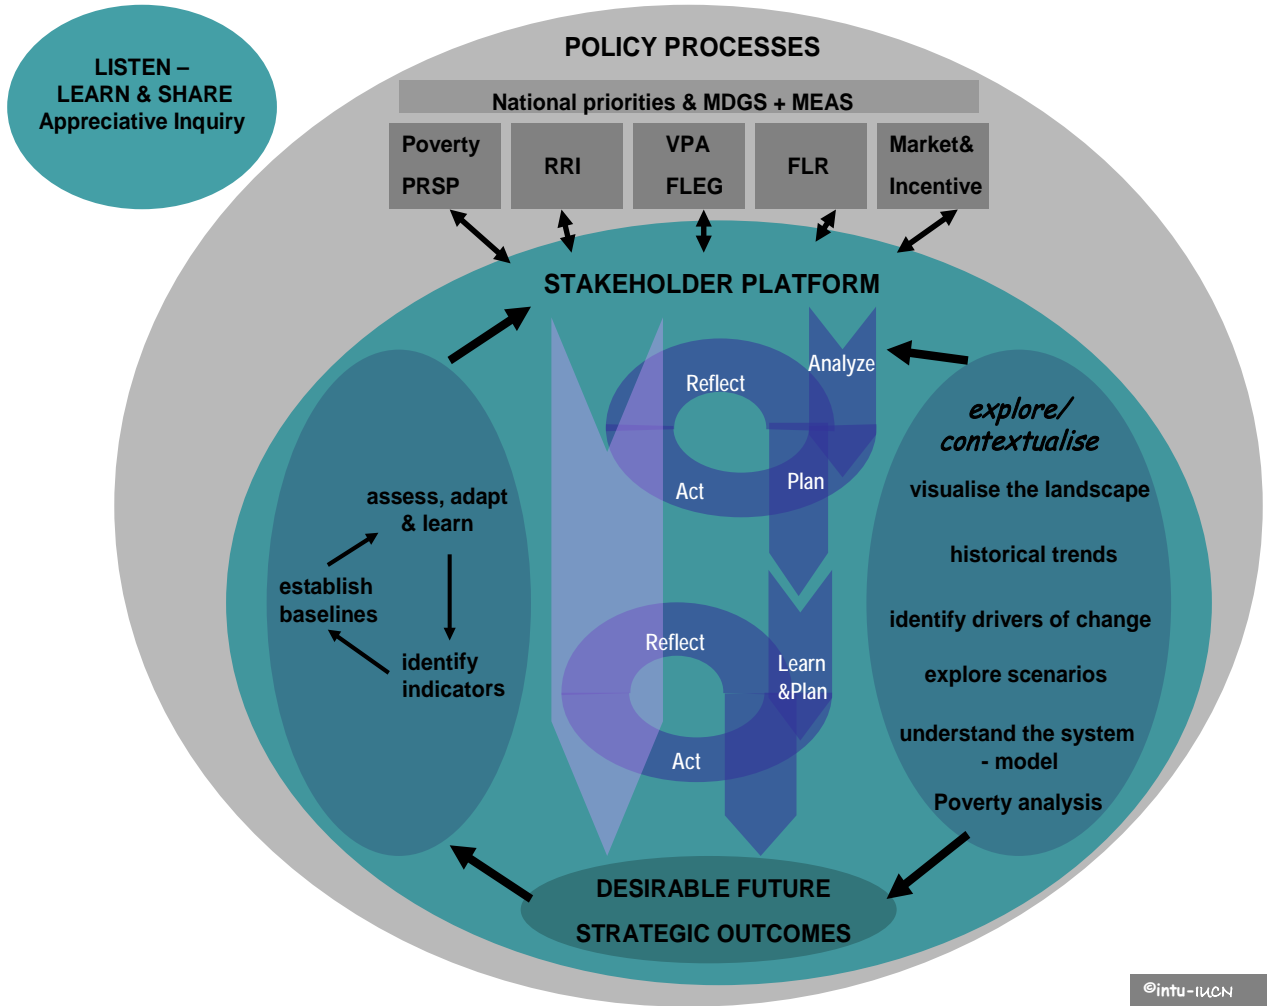 LISTEN –
LEARN & SHARE
Appreciative Inquiry
POLICY PROCESSES
National priorities & MDGS + MEAS
Poverty
PRSP
RRI
VPA
FLEG
FLR
Market&
Incentive
STAKEHOLDER PLATFORM
Analyze
Reflect
Act
Plan
Reflect
Learn
&Plan
Act
assess, adapt
& learn
establish
baselines
identify
indicators
explore/
contextualise
visualise the landscape
historical trends
identify drivers of change
explore scenarios
understand the system
- model
Poverty analysis
DESIRABLE FUTURE
STRATEGIC OUTCOMES
©intu-IUCN